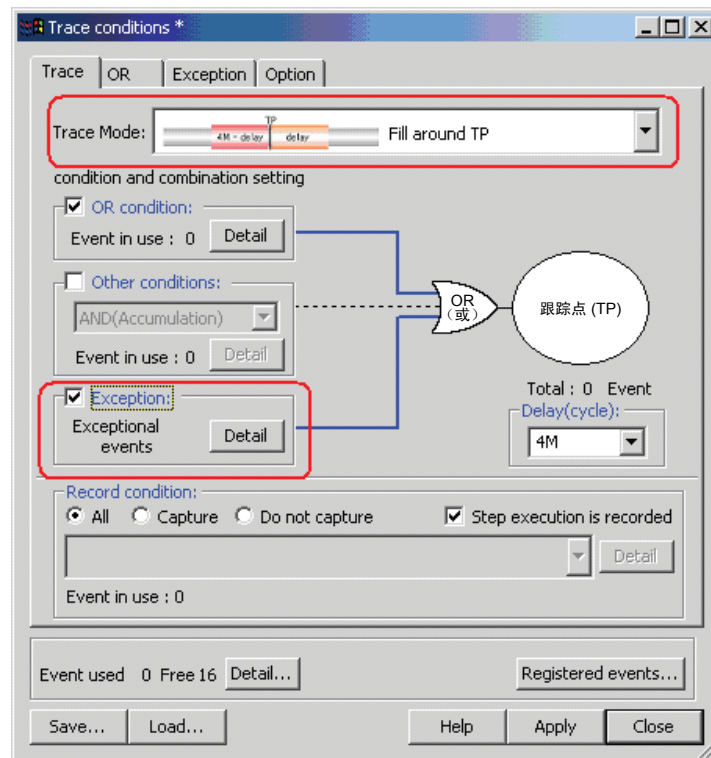 Trace conditions *
Trace OR Exception Option
Trace Mode: 4M - delay TP delay Fill around TP
condition and combination setting
OR condition:
Event in use : 0 Detail
Other conditions:
AND(Accumulation)
Event in use : 0 Detail
Exception:
Exceptional
events
Detail
OR
(或)
跟踪点 (TP)
Total : 0 Event
Delay(cycle):
4M
Record condition:
All Capture Do not capture Step execution is recorded
Detail
Event in use : 0
Event used 0 Free 16 Detail... Registered events...
Save... Load... Help Apply Close